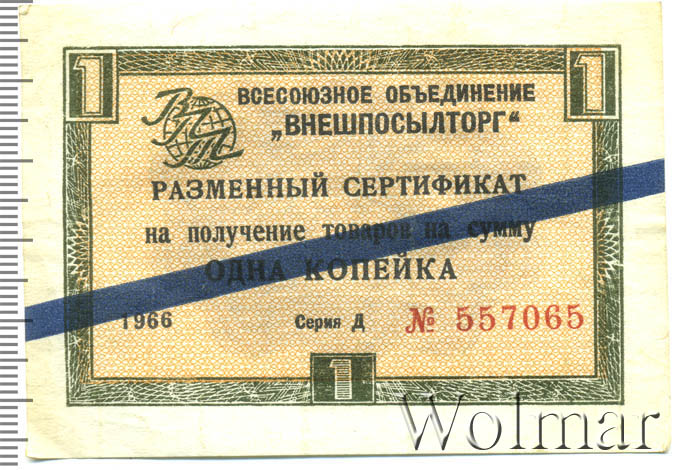 1 1
ВПТ
ВСЕСОЮЗНОЕ ОБЪЕДИНЕНИЕ
„ВНЕШПОСЫЛТОРГ“
РАЗМЕННЫЙ СЕРТИФИКАТ
на получение товаров на сумму
ОДНА КОПЕЙКА
1966 Серия Д № 557065
1
Wolmar